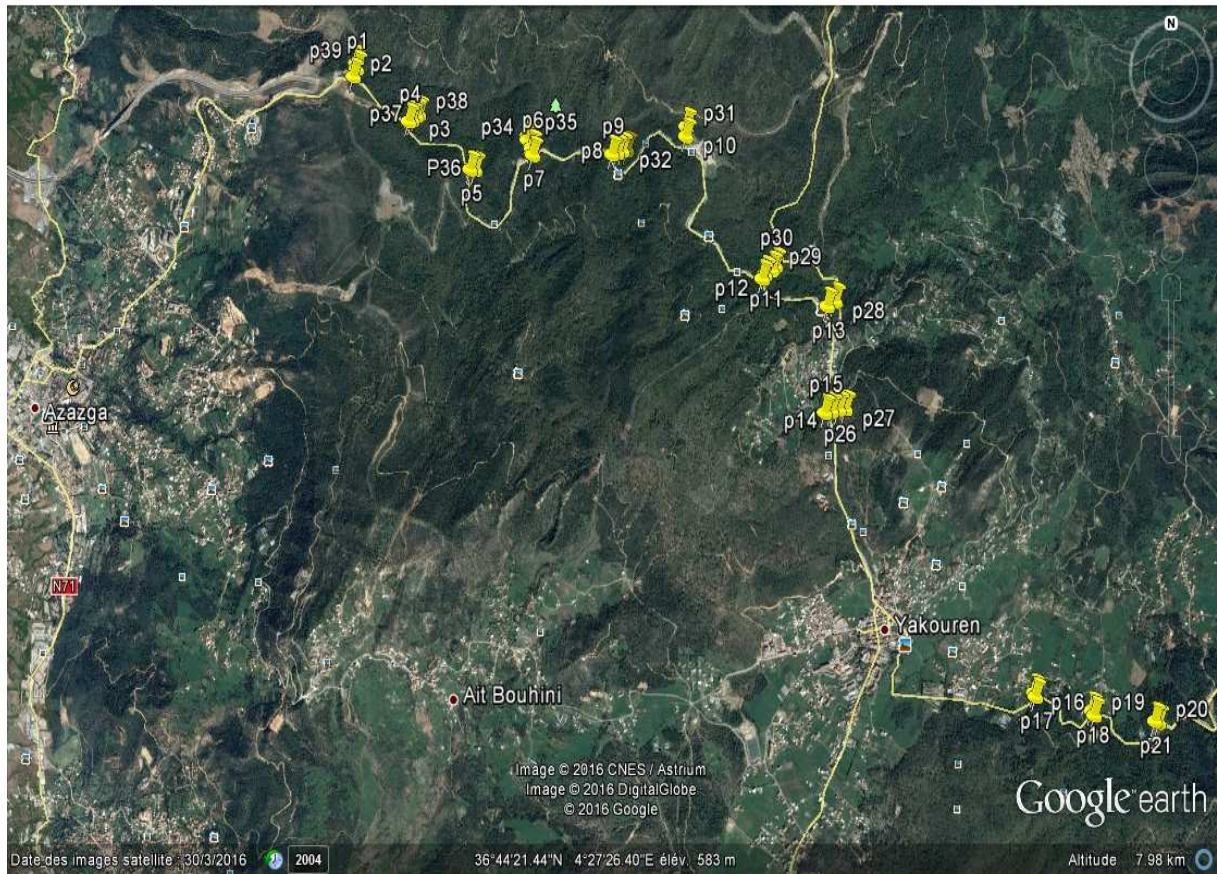 N
p39 p1
p2
p4
p37 p38
p3
p34 p6 p35
P36
p5
p7
p9
p8 p32
p31
p10
p30
p29
p12
p11
p28
p13
p15
p14 p27
p26
Azazga
N71
Yakouren
Ait Bouhini
p16 p19
p17 p18
p20
p21
Image © 2016 CNES / Astrium
Image © 2016 DigitalGlobe
© 2016 Google
Google earth
Date des images satellite : 30/3/2016 2004 36°44'21.44"N 4°27'26.40"E élév. 583 m Altitude 7.98 km